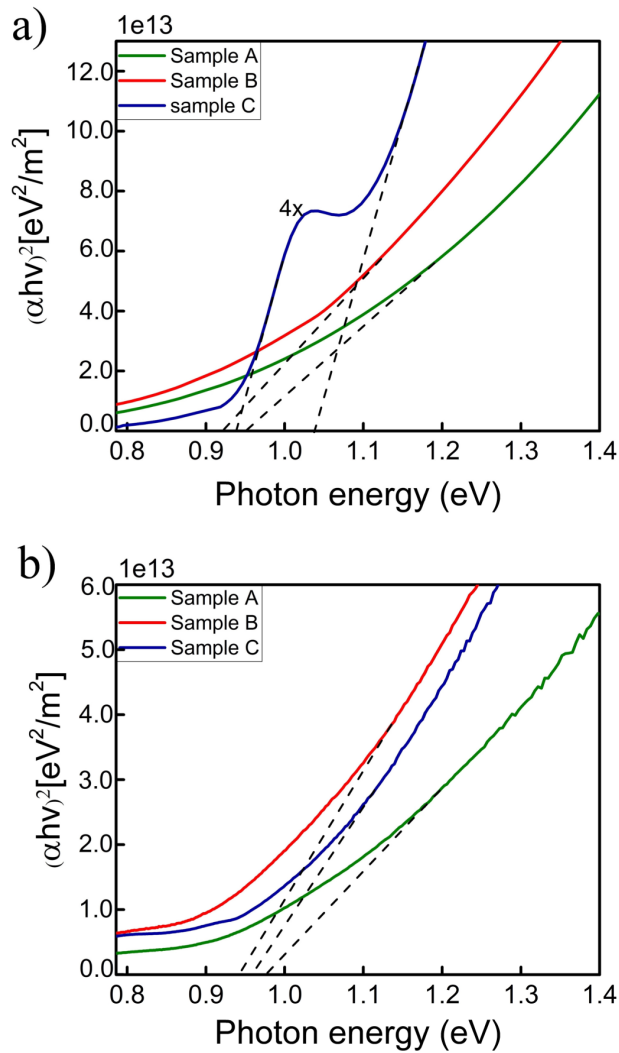 a)
1e13
Sample A
Sample B
sample C
12.0
10.0
8.0
6.0
4.0
2.0
0.0
4x
(αhν)²[eV²/m²]
0.8 0.9 1.0 1.1 1.2 1.3 1.4
Photon energy (eV)
b)
1e13
Sample A
Sample B
Sample C
6.0
5.0
4.0
3.0
2.0
1.0
0.0
(αhν)²[eV²/m²]
0.8 0.9 1.0 1.1 1.2 1.3 1.4
Photon energy (eV)